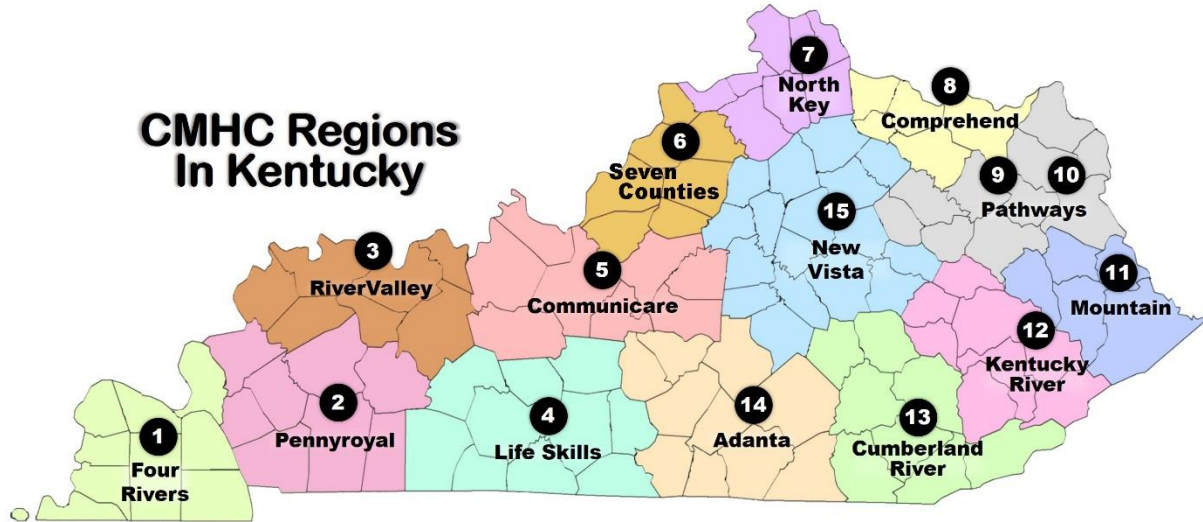 CMHC Regions
In Kentucky
7
North
Key
8
Comprehend
6
Seven
Counties
9
10
Pathways
15
New
Vista
3
RiverValley
5
Communicare
11
Mountain
12
Kentucky
River
2
Pennyroyal
4
Life Skills
14
Adanta
13
Cumberland
River
1
Four
Rivers